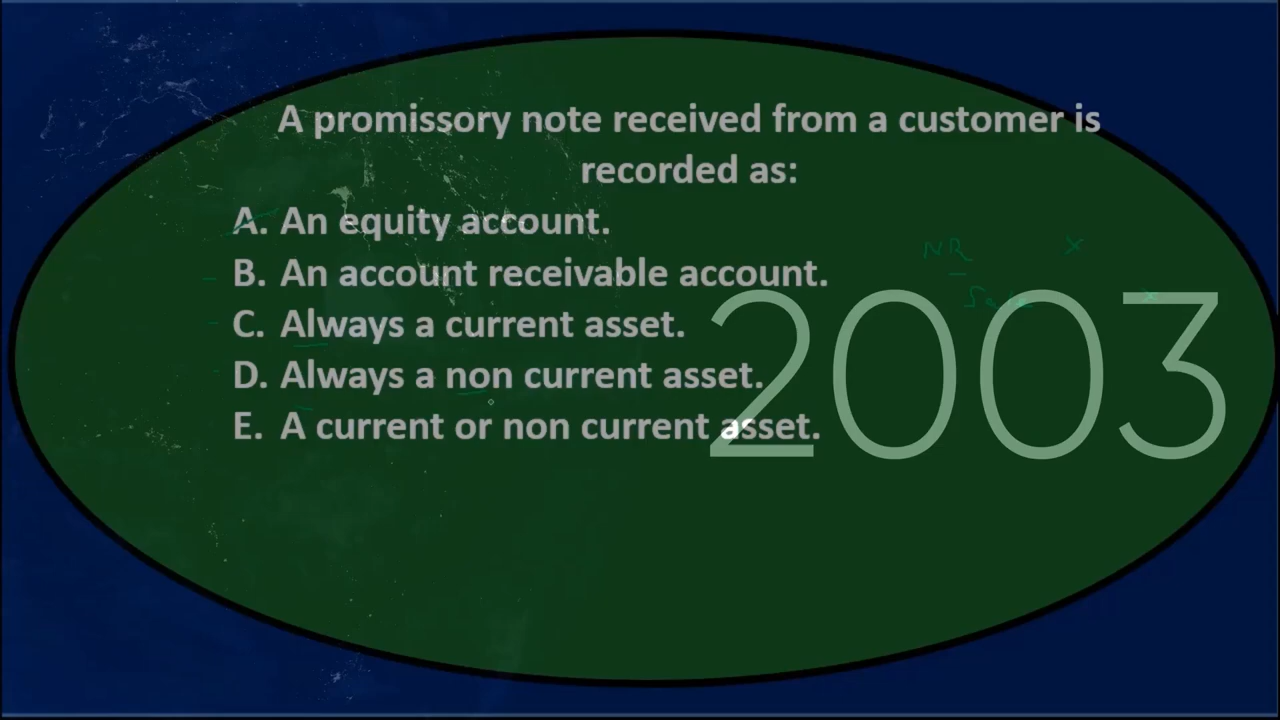 A promissory note received from a customer is
recorded as:
A. An equity account.
B. An account receivable account.
C. Always a current asset.
D. Always a non current asset.
E. A current or non current asset.
NR X
2003